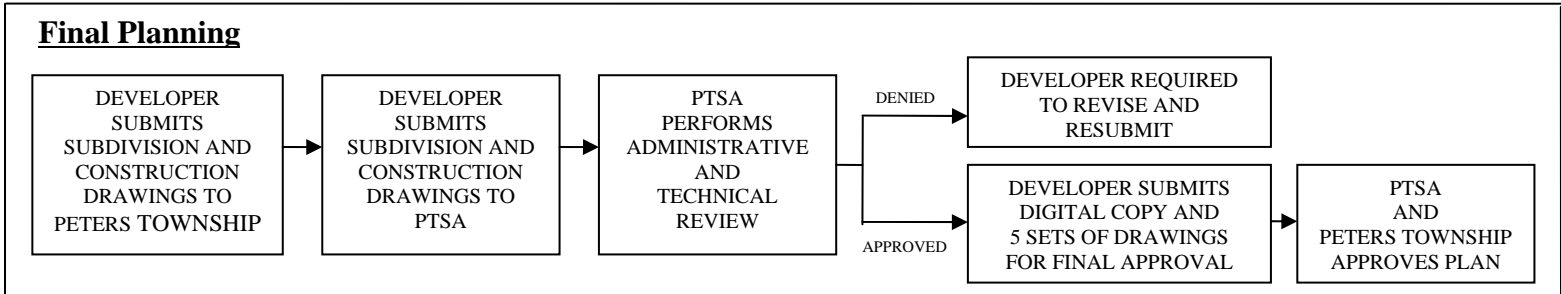 Final Planning
DEVELOPER
SUBMITS
SUBDIVISION AND
CONSTRUCTION
DRAWINGS TO
PETERS TOWNSHIP
DEVELOPER
SUBMITS
SUBDIVISION AND
CONSTRUCTION
DRAWINGS TO
PTSA
PTSA
PERFORMS
ADMINISTRATIVE
AND
TECHNICAL
REVIEW
DENIED
DEVELOPER REQUIRED
TO REVISE AND
RESUBMIT
APPROVED
DEVELOPER SUBMITS
DIGITAL COPY AND
5 SETS OF DRAWINGS
FOR FINAL APPROVAL
PTSA
AND
PETERS TOWNSHIP
APPROVES PLAN